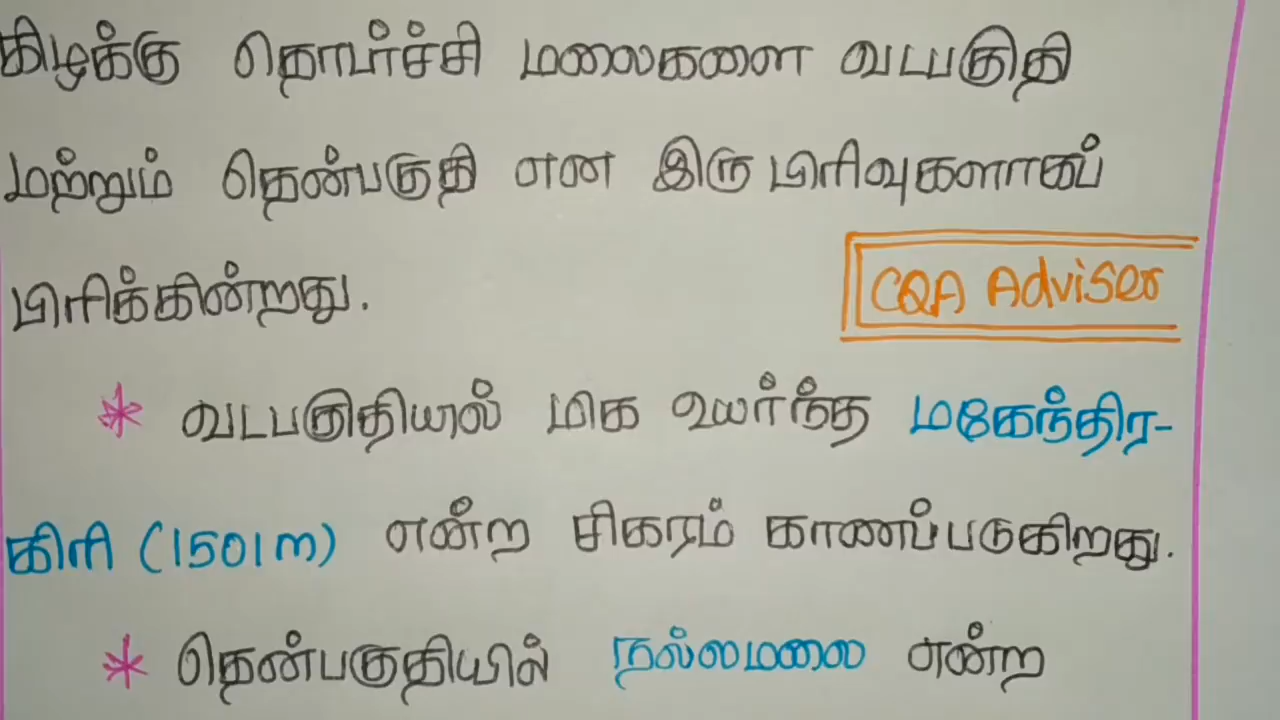 கிழக்கு தொடர்ச்சி மலைகளை வடபகுதி
மற்றும் தென்பகுதி என இரு பிரிவுகளாகப்
பிரிக்கின்றது.
CQA Adviser
* வடபகுதியில் மிக உயர்ந்த மகேந்திர-
கிரி (1501m) என்ற சிகரம் காணப்படுகிறது.
* தென்பகுதியில் நல்லமலை என்ற